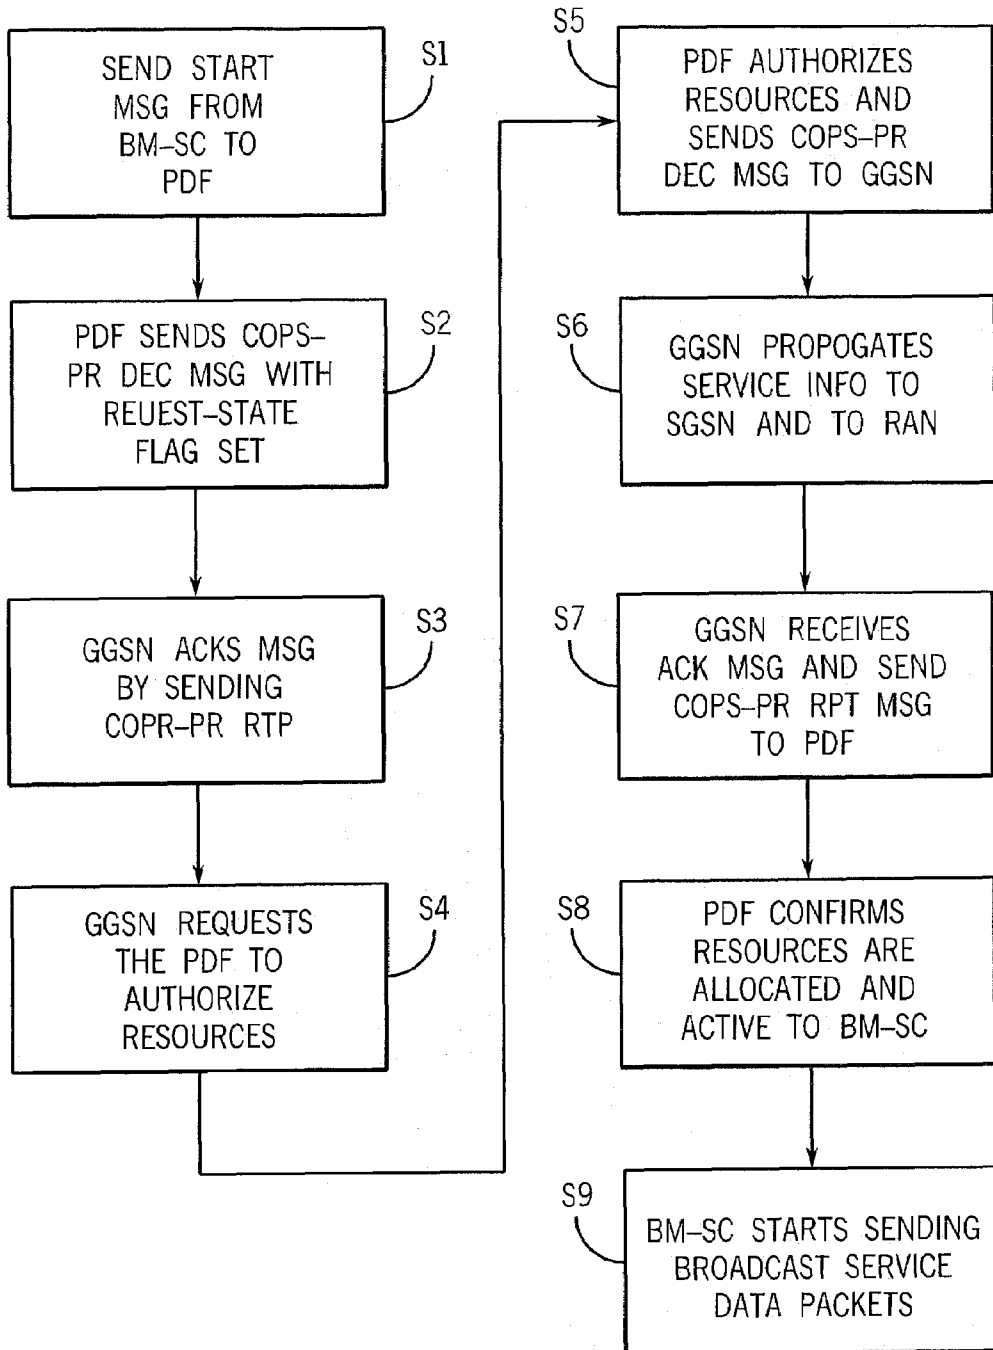 SEND START
MSG FROM
BM-SC TO
PDF
S1
PDF SENDS COPS-
PR DEC MSG WITH
REUEST-STATE
FLAG SET
S2
GGSN ACKS MSG
BY SENDING
COPR-PR RTP
S3
GGSN REQUESTS
THE PDF TO
AUTHORIZE
RESOURCES
S4
S5
PDF AUTHORIZES
RESOURCES AND
SENDS COPS-PR
DEC MSG TO GGSN
S6
GGSN PROPOGATES
SERVICE INFO TO
SGSN AND TO RAN
S7
GGSN RECEIVES
ACK MSG AND SEND
COPS-PR RPT MSG
TO PDF
S8
PDF CONFIRMS
RESOURCES ARE
ALLOCATED AND
ACTIVE TO BM-SC
S9
BM-SC STARTS SENDING
BROADCAST SERVICE
DATA PACKETS